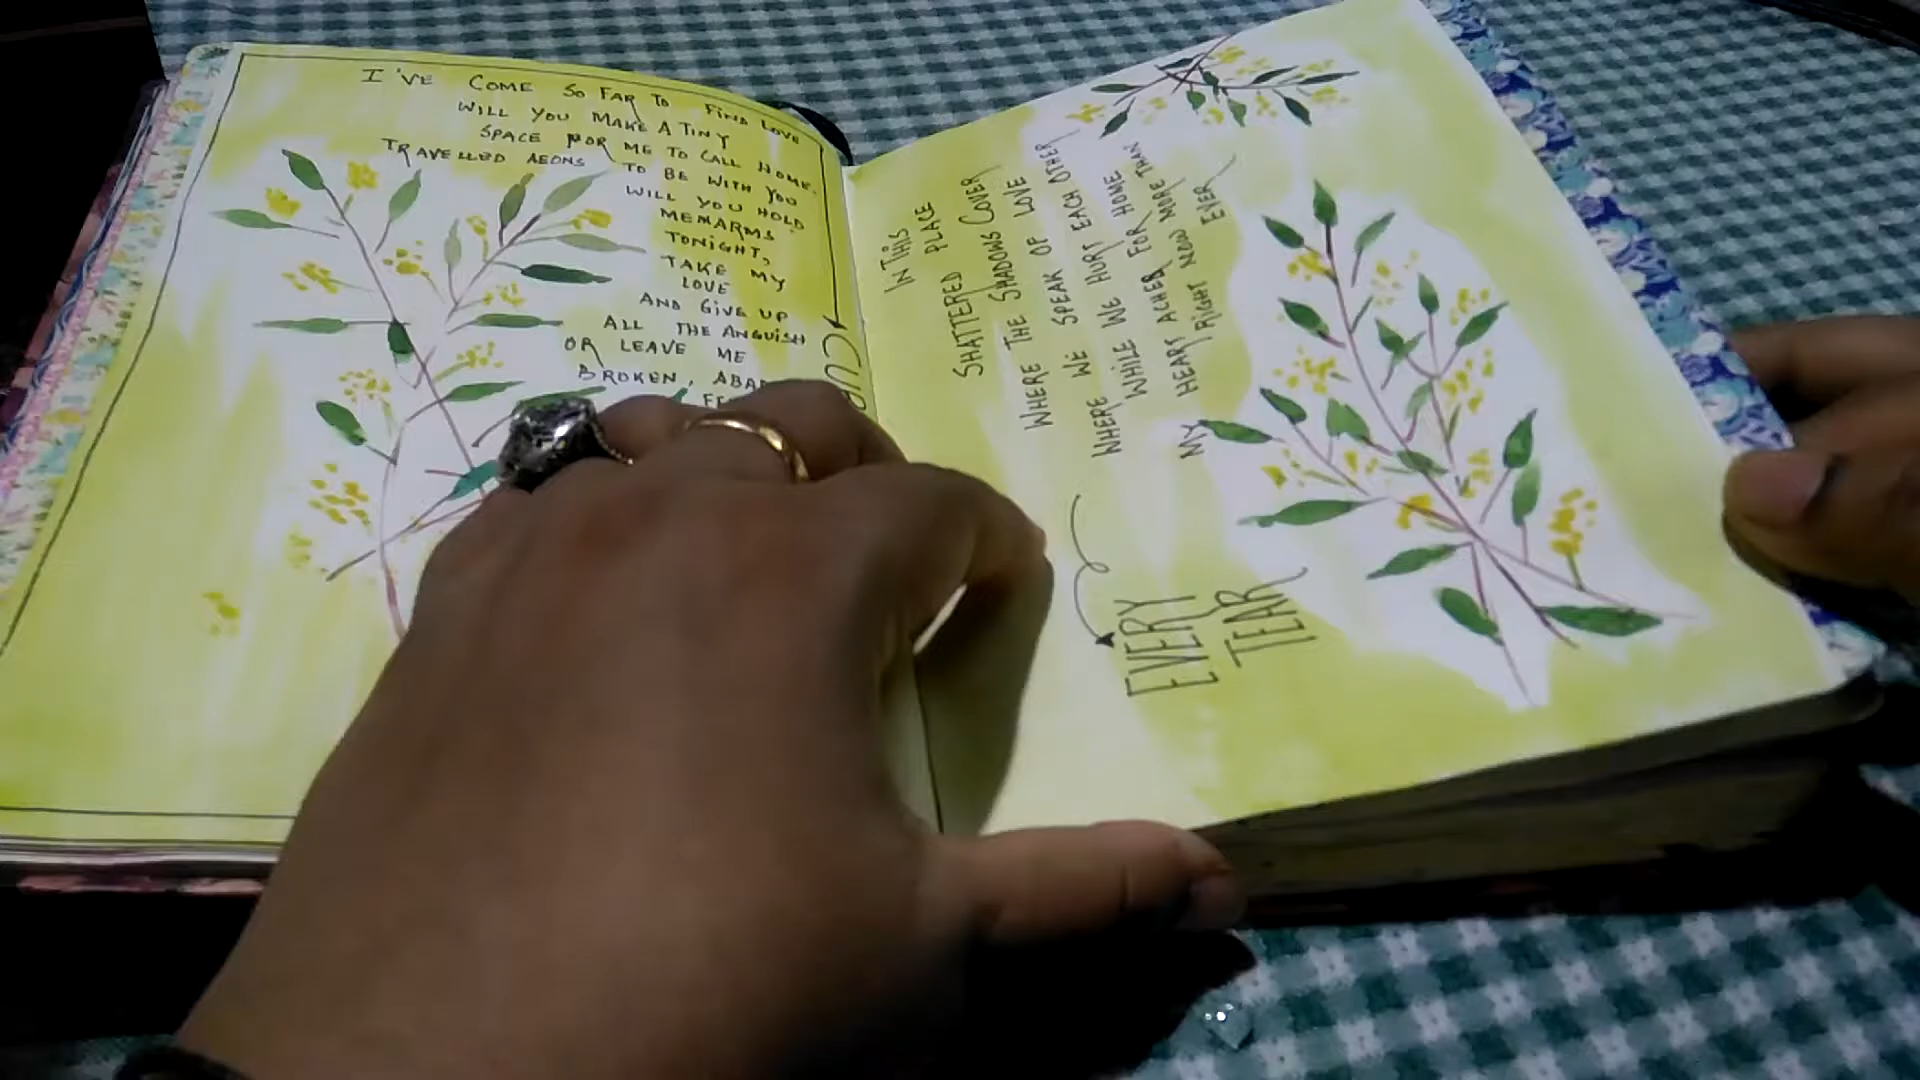 I'VE COME SO FAR TO FIND LOVE
WILL YOU MAKE A TINY
SPACE FOR ME TO CALL HOME.
TRAVELLED AEONS TO BE WITH YOU
WILL YOU HOLD
ME ARMS
TONIGHT,
TAKE MY
LOVE
AND GIVE UP
ALL THE ANGUISH
OR LEAVE ME
BROKEN,
IN THIS
SHATTERED PLACE
WHERE THE SHADOWS COVER
WHERE WE SPEAK OF LOVE
WHILE WE HURT EACH OTHER
MY HEART ACHES FOR HOME
RIGHT NOW MORE THAN
EVER
EVERY
TEAR